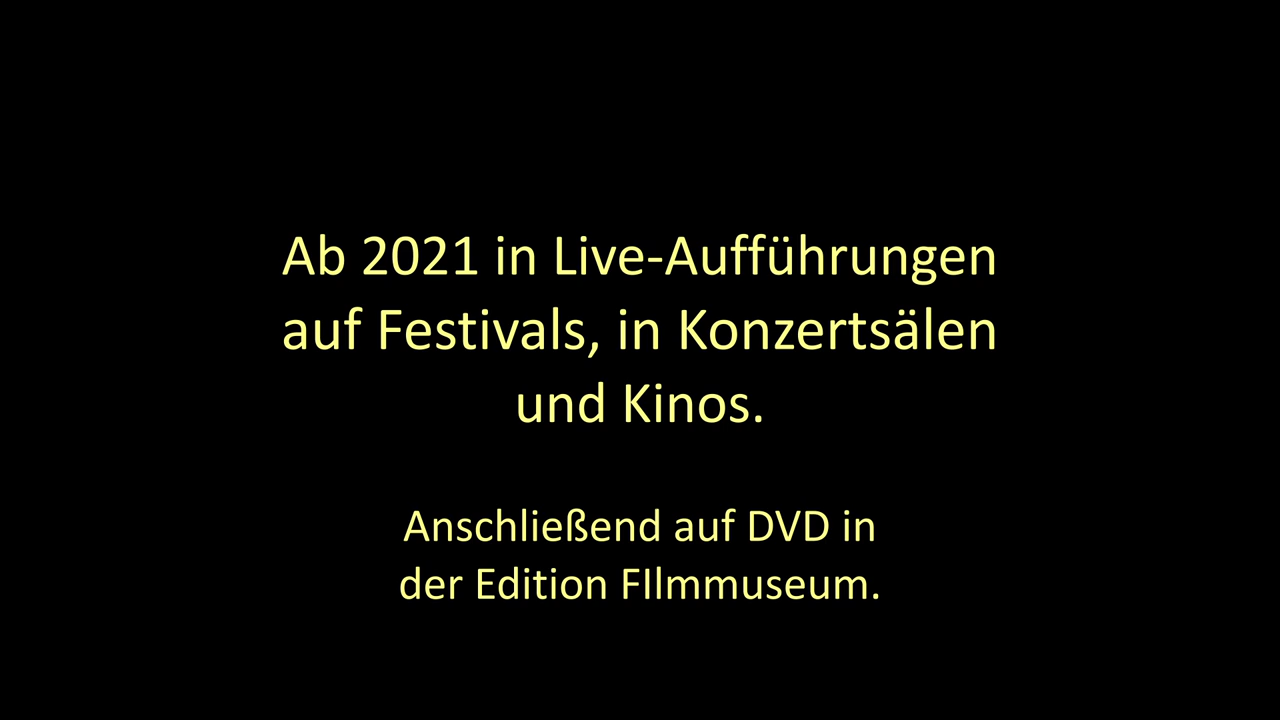 Ab 2021 in Live-Aufführungen
auf Festivals, in Konzertsälen
und Kinos.
Anschließend auf DVD in
der Edition FIlmmuseum.